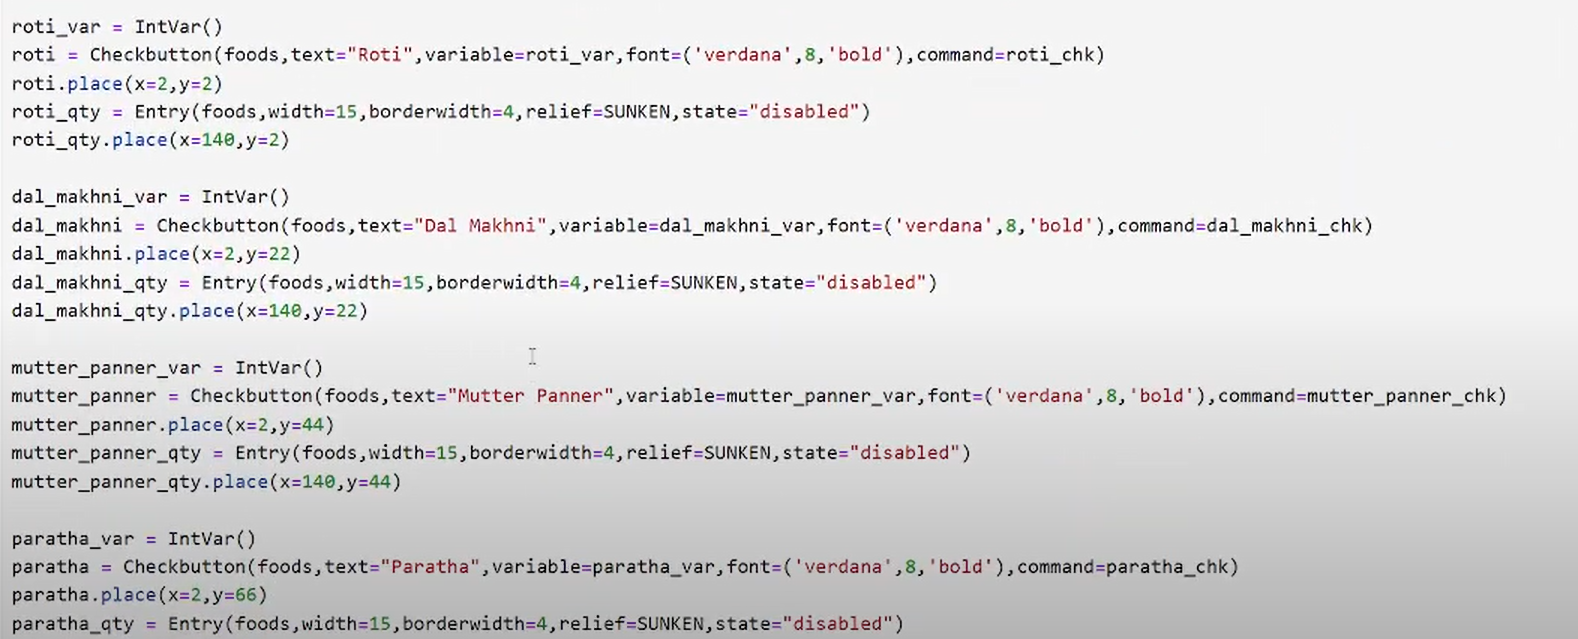 roti_var = IntVar()
roti = Checkbutton(foods,text="Roti",variable=roti_var,font=('verdana',8,'bold'),command=roti_chk)
roti.place(x=2,y=2)
roti_qty = Entry(foods,width=15,borderwidth=4,relief=SUNKEN,state="disabled")
roti_qty.place(x=140,y=2)
dal_makhni_var = IntVar()
dal_makhni = Checkbutton(foods,text="Dal Makhni",variable=dal_makhni_var,font=('verdana',8,'bold'),command=dal_makhni_chk)
dal_makhni.place(x=2,y=22)
dal_makhni_qty = Entry(foods,width=15,borderwidth=4,relief=SUNKEN,state="disabled")
dal_makhni_qty.place(x=140,y=22)
mutter_panner_var = IntVar()
mutter_panner = Checkbutton(foods,text="Mutter Panner",variable=mutter_panner_var,font=('verdana',8,'bold'),command=mutter_panner_chk)
mutter_panner.place(x=2,y=44)
mutter_panner_qty = Entry(foods,width=15,borderwidth=4,relief=SUNKEN,state="disabled")
mutter_panner_qty.place(x=140,y=44)
paratha_var = IntVar()
paratha = Checkbutton(foods,text="Paratha",variable=paratha_var,font=('verdana',8,'bold'),command=paratha_chk)
paratha.place(x=2,y=66)
paratha_qty = Entry(foods,width=15,borderwidth=4,relief=SUNKEN,state="disabled")